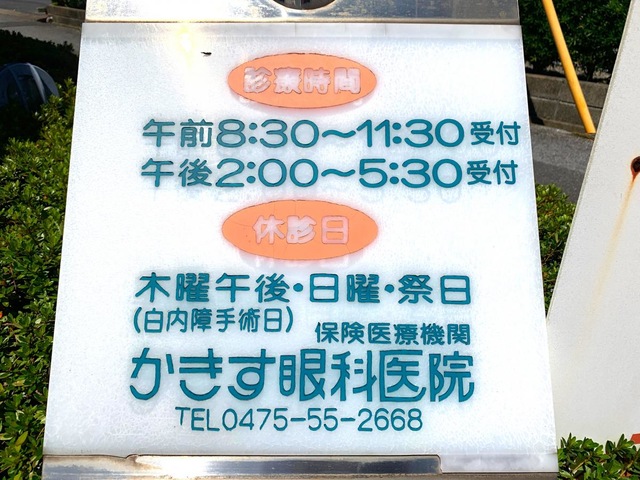 診療時間
午前8:30～11:30受付
午後2:00～5:30受付
休診日
木曜午後・日曜・祭日
(白内障手術日)
保険医療機関
かきす眼科医院
TEL0475-55-2668